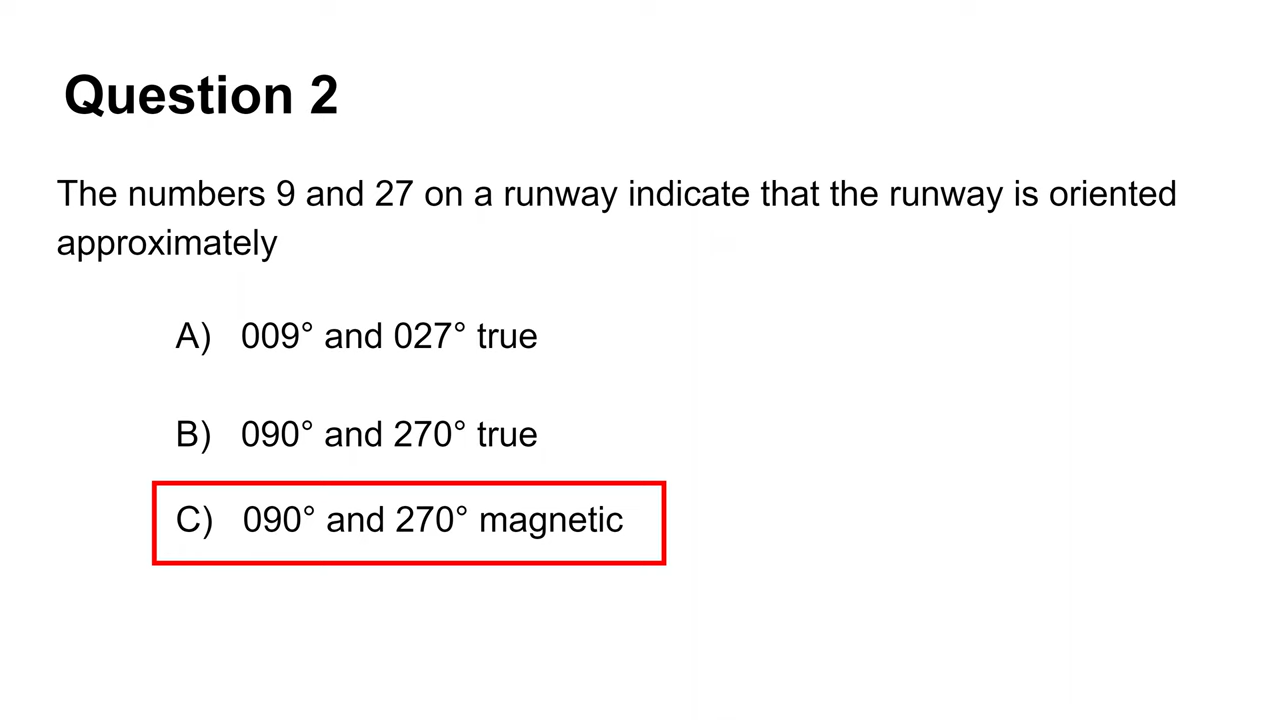 Question 2
The numbers 9 and 27 on a runway indicate that the runway is oriented
approximately
A) 009° and 027° true
B) 090° and 270° true
C) 090° and 270° magnetic